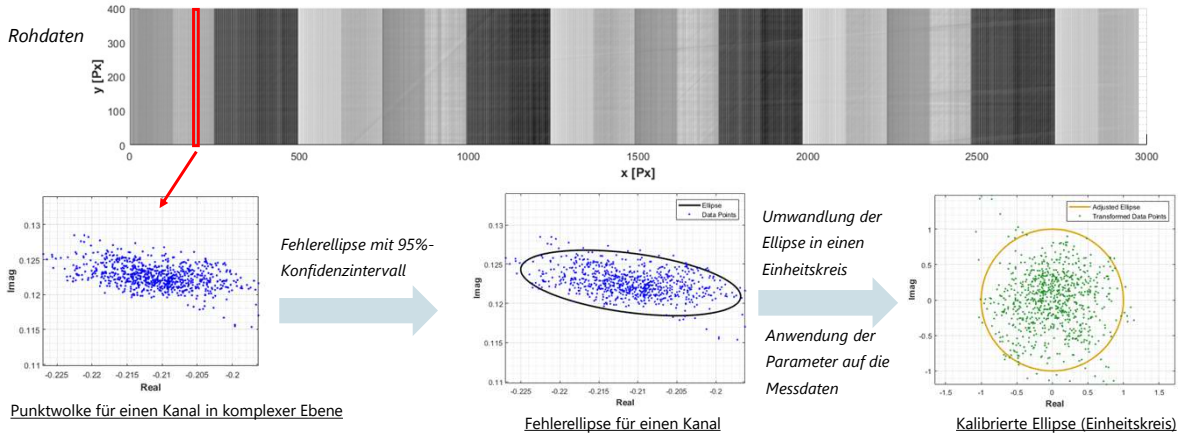 Rohdaten
y [Px]
400
300
200
100
0
0
500
1000
1500
2000
2500
3000
x [Px]
0.13
0.125
0.12
0.115
0.11
Imag
-0.225
-0.22
-0.215
-0.21
-0.205
-0.2
Real
Punktwolke für einen Kanal in komplexer Ebene
Fehlerellipse mit 95%-
Konfidenzintervall
Ellipse
Data Points
0.13
0.125
0.12
0.115
0.11
Imag
-0.225
-0.22
-0.215
-0.21
-0.205
-0.2
Real
Fehlerellipse für einen Kanal
Umwandlung der
Ellipse in einen
Einheitskreis
Anwendung der
Parameter auf die
Messdaten
Adjusted Ellipse
Transformed Data Points
1
0.5
0
-0.5
-1
Imag
-1.5
-1
-0.5
0
0.5
1
1.5
Real
Kalibrierte Ellipse (Einheitskreis)